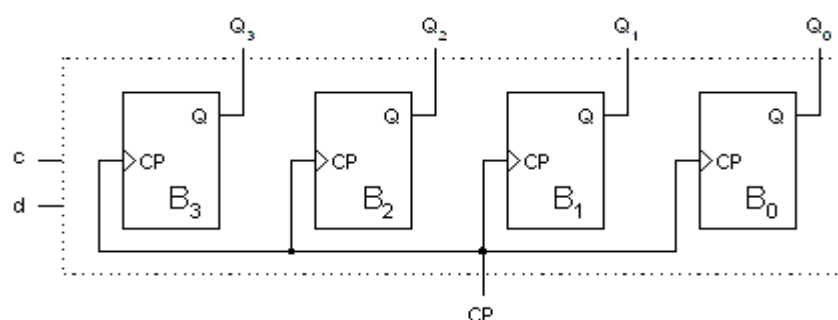 Q₃ Q₂ Q₁ Q₀
Q Q Q Q
c
CP CP CP CP
d
B₃ B₂ B₁ B₀
CP